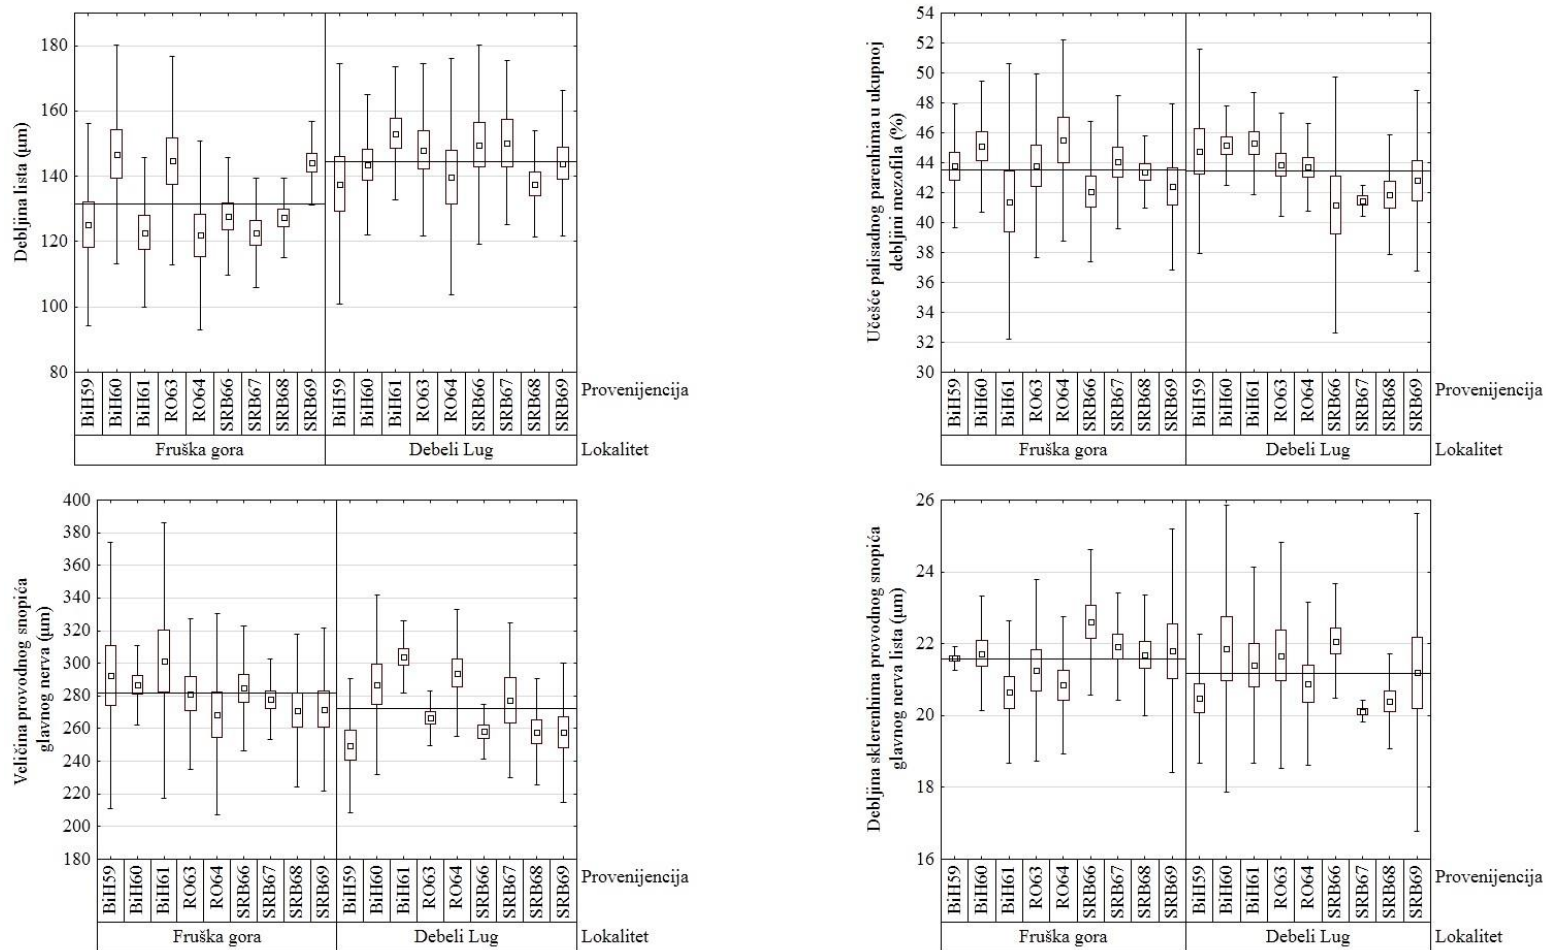 Debljina lista (µm)
180
160
140
120
100
80
BiH59 BiH60 BiH61 RO63 RO64 SRB66 SRB67 SRB68 SRB69 BiH59 BiH60 BiH61 RO63 RO64 SRB66 SRB67 SRB68 SRB69 Provenijencija
Fruška gora Debeli Lug Lokalitet
Učešće palisadnog parenhima u ukupnoj
debljini mezofila (%)
54
52
50
48
46
44
42
40
38
36
34
32
30
BiH59 BiH60 BiH61 RO63 RO64 SRB66 SRB67 SRB68 SRB69 BiH59 BiH60 BiH61 RO63 RO64 SRB66 SRB67 SRB68 SRB69 Provenijencija
Fruška gora Debeli Lug Lokalitet
Veličina provodnog snopića
glavnog nerva (µm)
400
380
360
340
320
300
280
260
240
220
200
180
BiH59 BiH60 BiH61 RO63 RO64 SRB66 SRB67 SRB68 SRB69 BiH59 BiH60 BiH61 RO63 RO64 SRB66 SRB67 SRB68 SRB69 Provenijencija
Fruška gora Debeli Lug Lokalitet
Debljina sklerenhima provodnog snopića
glavnog nerva lista (µm)
26
24
22
20
18
16
BiH59 BiH60 BiH61 RO63 RO64 SRB66 SRB67 SRB68 SRB69 BiH59 BiH60 BiH61 RO63 RO64 SRB66 SRB67 SRB68 SRB69 Provenijencija
Fruška gora Debeli Lug Lokalitet